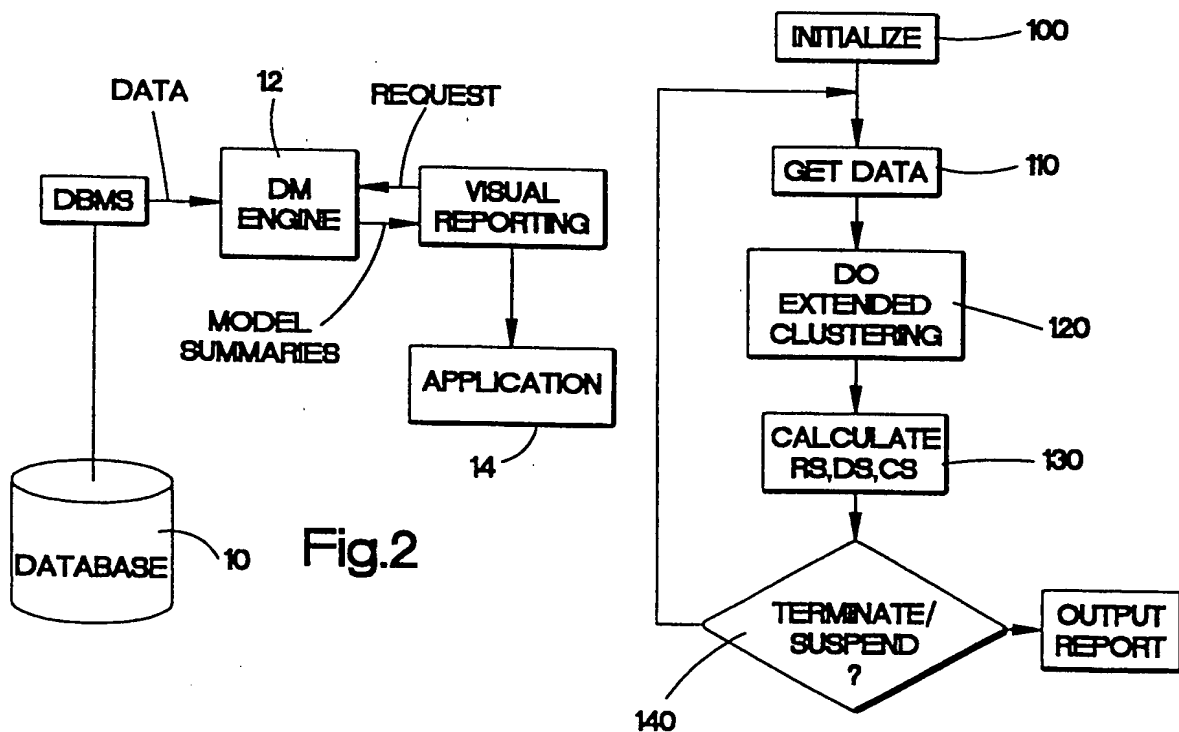 DATA
12
REQUEST
DBMS
DM
ENGINE
VISUAL
REPORTING
MODEL
SUMMARIES
APPLICATION
14
DATABASE
10
Fig.2
INITIALIZE
100
GET DATA
110
DO
EXTENDED
CLUSTERING
120
CALCULATE
RS,DS,CS
130
TERMINATE/
SUSPEND
?
140
OUTPUT
REPORT